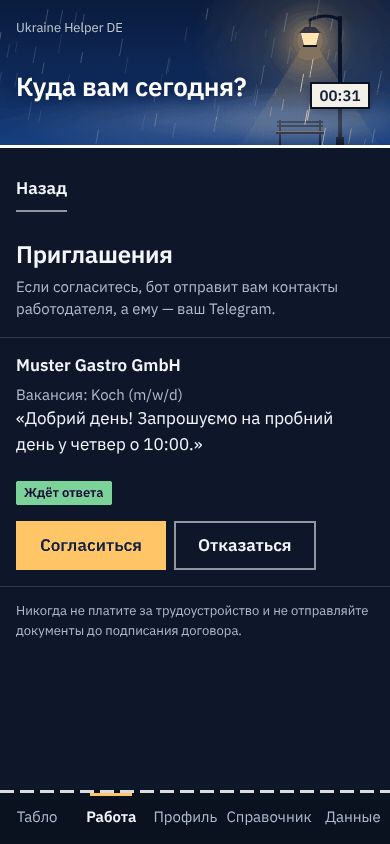 Ukraine Helper DE
Куда вам сегодня?
00:31
Назад
Приглашения
Если согласитесь, бот отправит вам контакты
работодателя, а ему — ваш Telegram.
Muster Gastro GmbH
Вакансия: Koch (m/w/d)
«Добрий день! Запрошуємо на пробний
день у четвер о 10:00.»
Ждёт ответа
Согласиться
Отказаться
Никогда не платите за трудоустройство и не отправляйте
документы до подписания договора.
Табло
Работа
Профиль
Справочник
Данные